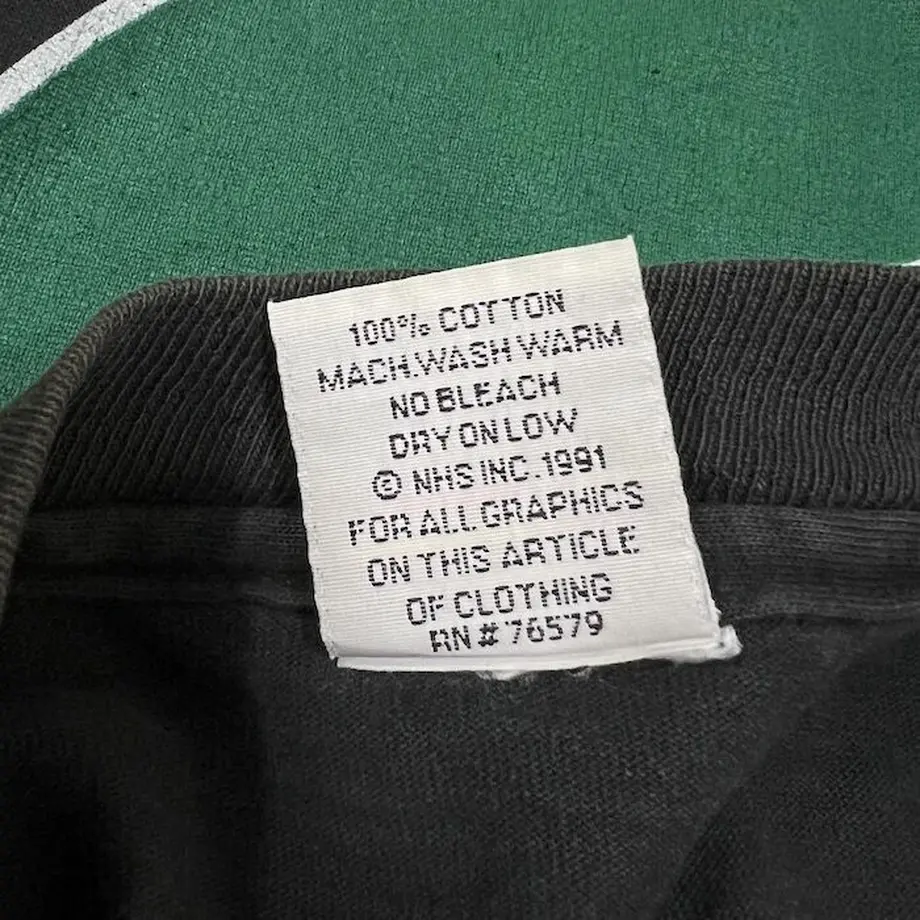 100% COTTON
MACH.WASH WARM
NO BLEACH
DRY ON LOW
© NHS INC. 1991
FOR ALL GRAPHICS
ON THIS ARTICLE
OF CLOTHING
RN # 76579